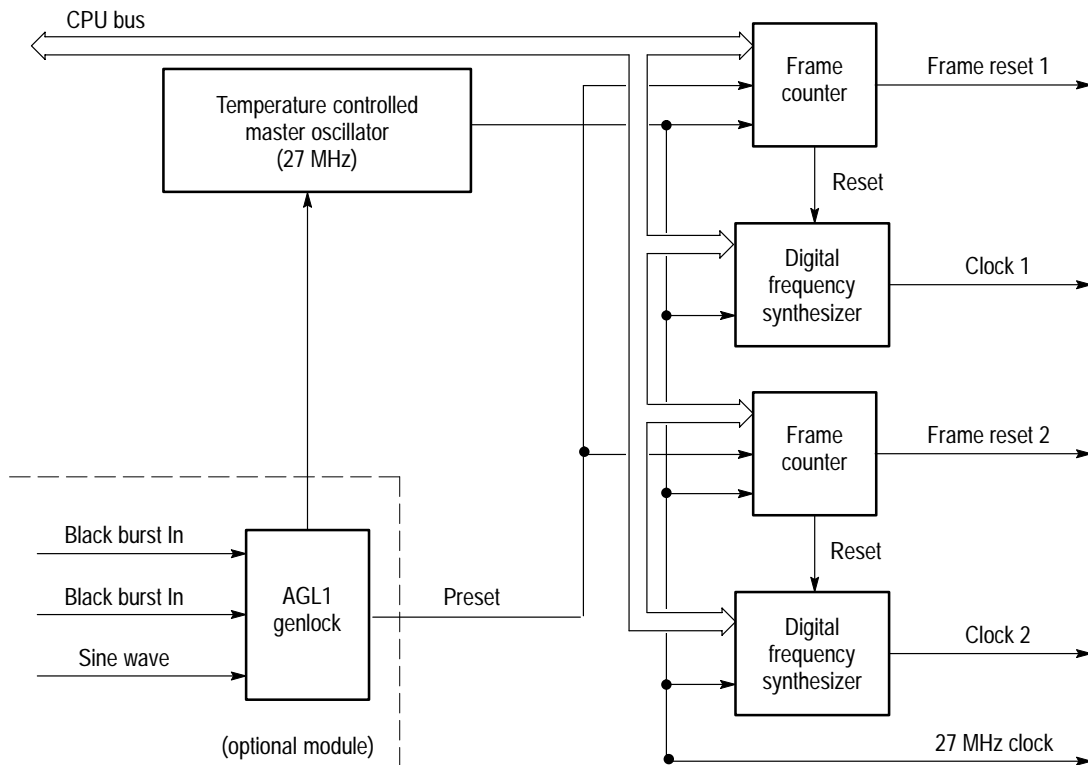 CPU bus
Temperature controlled
master oscillator
(27 MHz)
Frame
counter
Frame reset 1
Reset
Digital
frequency
synthesizer
Clock 1
Frame
counter
Frame reset 2
Reset
Black burst In
Black burst In
Sine wave
AGL1
genlock
Preset
Digital
frequency
synthesizer
Clock 2
(optional module)
27 MHz clock